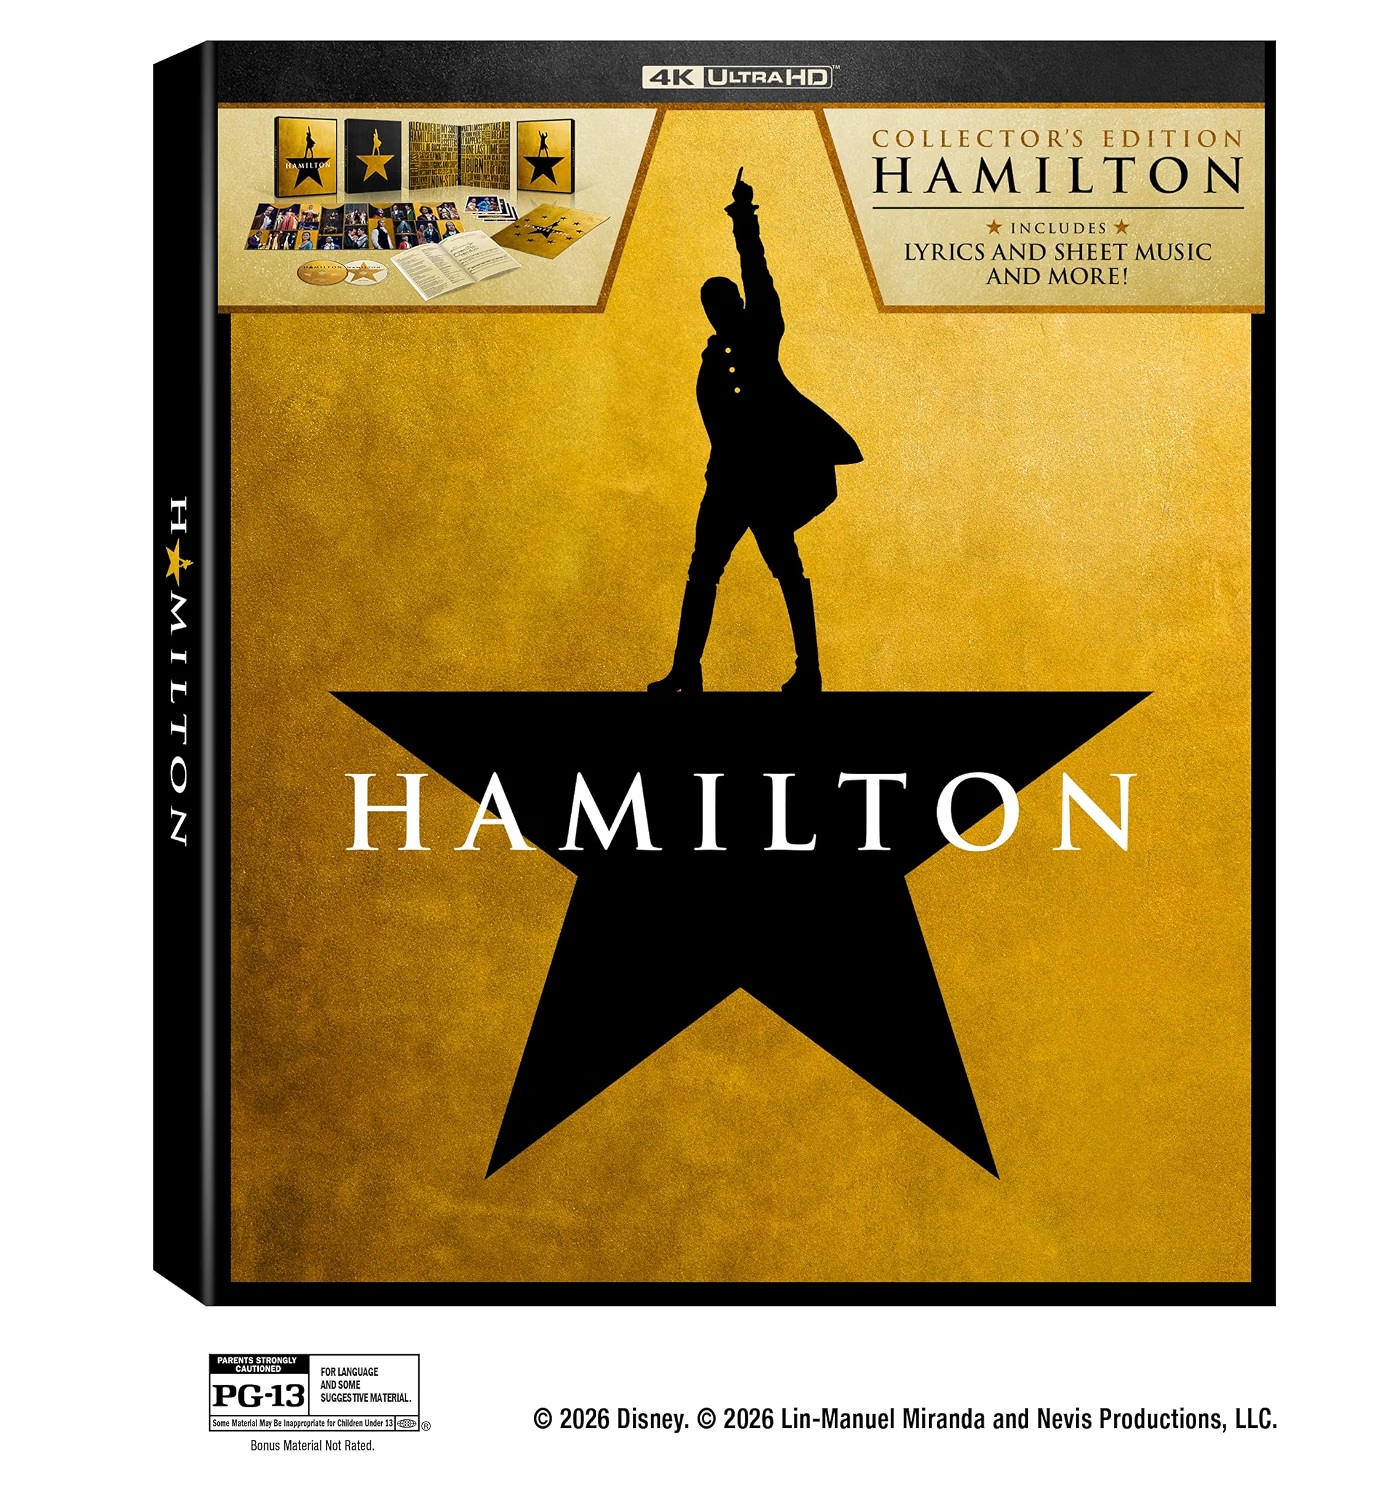 4K ULTRA HD™
HAMILTON
COLLECTOR'S EDITION
HAMILTON
★ INCLUDES ★
LYRICS AND SHEET MUSIC
AND MORE!
HAMILTON
HAMILTON
PARENTS STRONGLY
CAUTIONED
PG-13
FOR LANGUAGE
AND SOME
SUGGESTIVE MATERIAL.
Some Material May Be Inappropriate for Children Under 13
®
Bonus Material Not Rated.
© 2026 Disney. © 2026 Lin-Manuel Miranda and Nevis Productions, LLC.